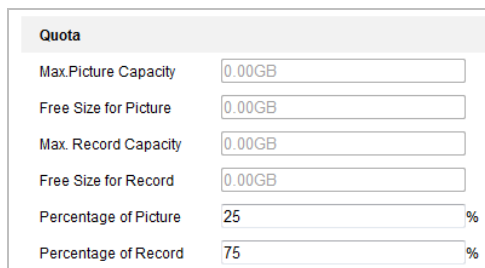 Quota
Max.Picture Capacity 0.00GB
Free Size for Picture 0.00GB
Max. Record Capacity 0.00GB
Free Size for Record 0.00GB
Percentage of Picture 25 %
Percentage of Record 75 %